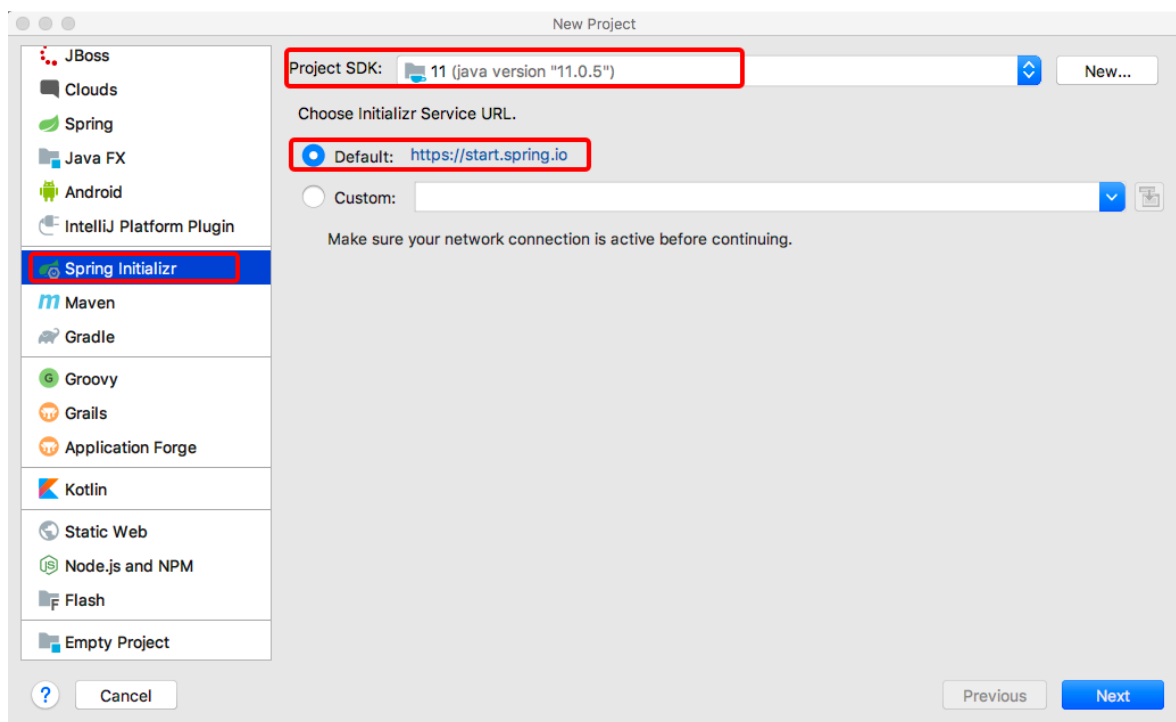 New Project
JBoss
Clouds
Spring
Java FX
Android
IntelliJ Platform Plugin
Spring Initializr
Maven
Gradle
Groovy
Grails
Application Forge
Kotlin
Static Web
Node.js and NPM
Flash
Empty Project
Project SDK: 11 (java version "11.0.5") New...
Choose Initializr Service URL.
Default: https://start.spring.io
Custom:
Make sure your network connection is active before continuing.
? Cancel Previous Next